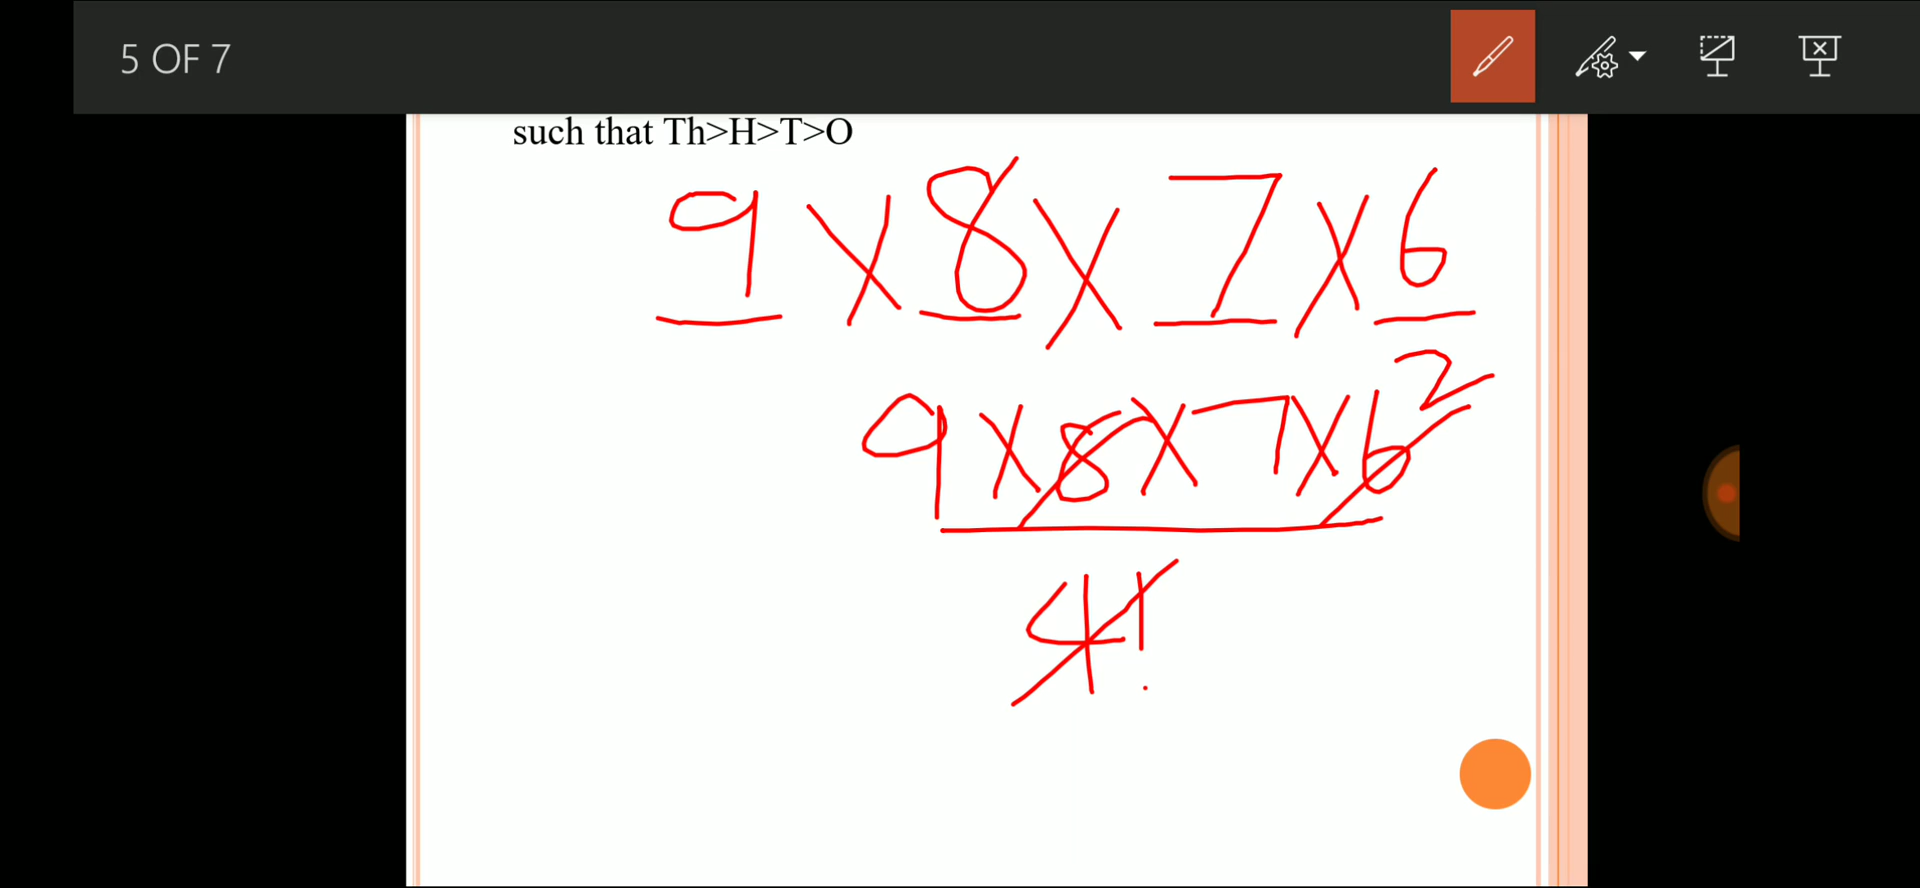 5 OF 7
such that Th>H>T>O
9 X 8 X 7 X 6
2
9 X 8 X 7 X 6
4!